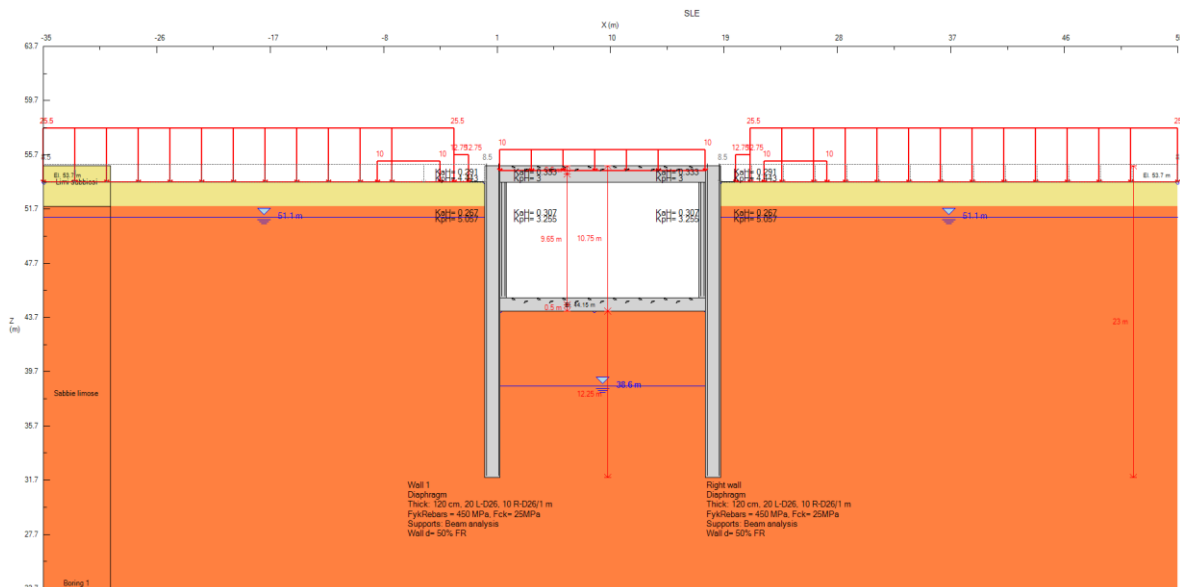 SLE
X (m)
-35 -26 -17 -8 1 10 19 28 37 46
63.7
59.7
55.7
51.7
47.7
43.7
39.7
35.7
31.7
27.7
Z
(m)
25.5 25.5 25.5
12.75
10 10 10 10 10 10
8.5 8.5
El. 53.7 m El. 53.7 m
Limi sabbiosi
KaH= 0.291 KaH= 0.333 KaH= 0.333 KaH= 0.291
KpH= 3 KpH= 3
KaH= 0.267 KaH= 0.307 KaH= 0.307 KaH= 0.267
KpH= 5.057 KpH= 3.255 KpH= 3.255 KpH= 5.057
51.1 m 51.1 m
9.65 m 10.75 m
0.5 m
23 m
38.6 m
12.25 m
Sabbie limose
Wall 1
Diaphragm
Thick: 120 cm, 20 L-D26, 10 R-D26/1 m
FykRebars = 450 MPa, Fck= 25MPa
Supports: Beam analysis
Wall d= 50% FR
Right wall
Diaphragm
Thick: 120 cm, 20 L-D26, 10 R-D26/1 m
FykRebars = 450 MPa, Fck= 25MPa
Supports: Beam analysis
Wall d= 50% FR
Boring 1